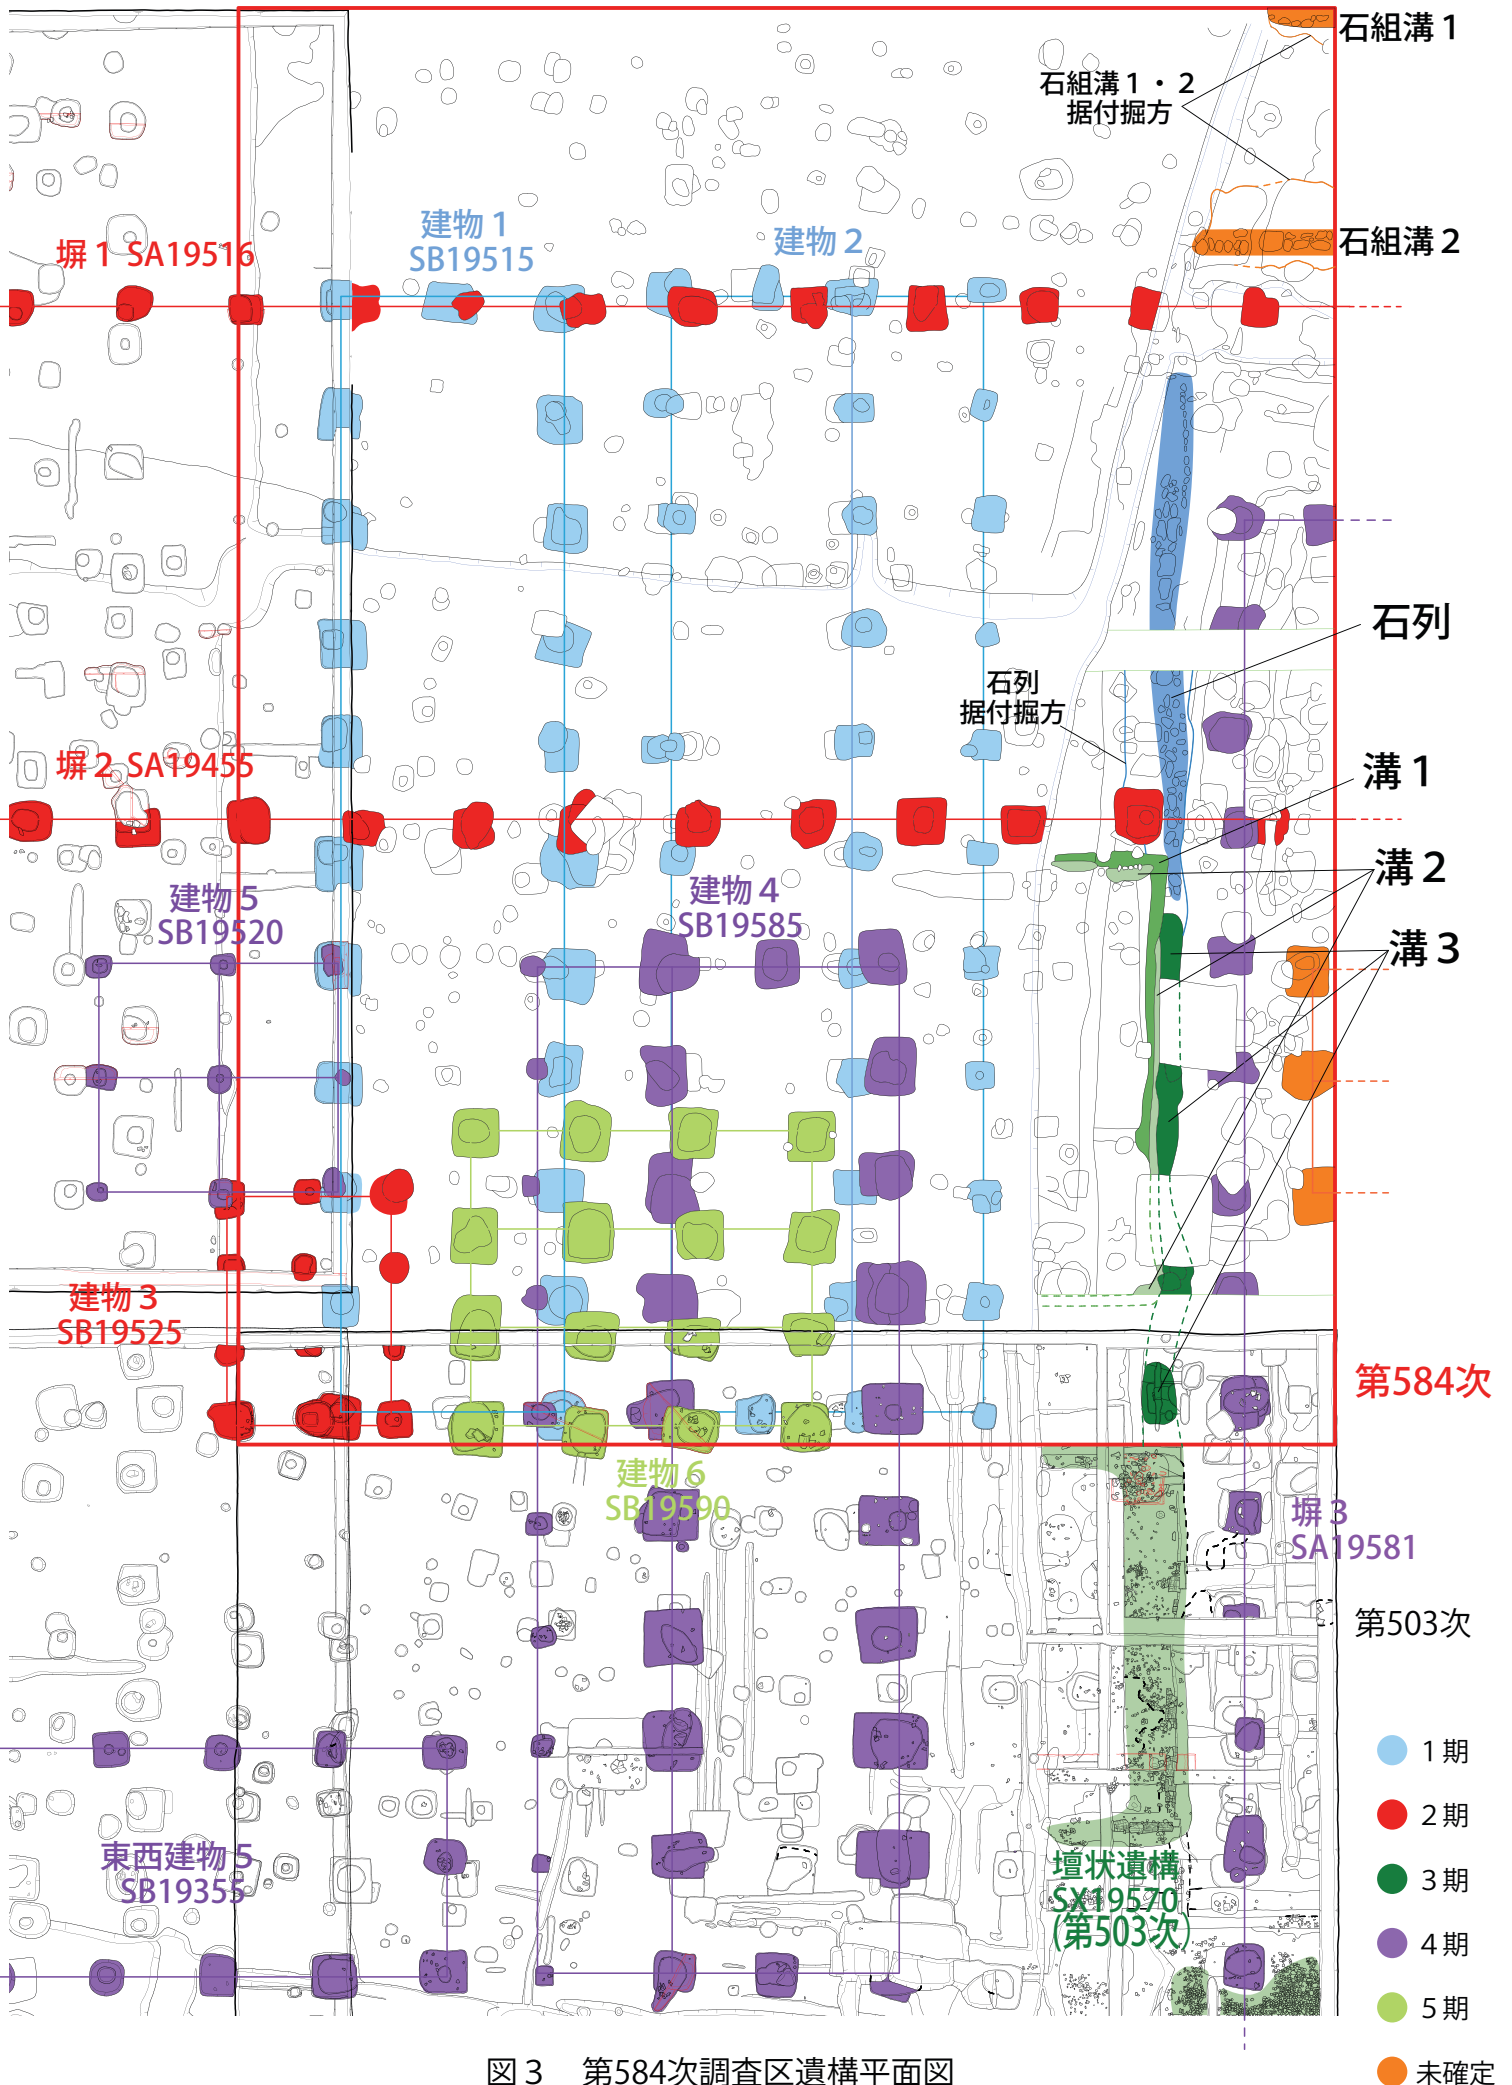 石組溝１
石組溝１・２
据付掘方
建物１
SB19515
建物２
石組溝２
塀１ SA19516
石列
石列
据付掘方
塀２ SA19455
溝１
溝２
建物５
SB19520
建物４
SB19585
溝３
建物３
SB19525
第584次
建物６
SB19590
塀３
SA19581
第503次
１期
２期
東西建物５
SB19355
壇状遺構
SX19570
(第503次)
３期
４期
５期
未確定
図３　第584次調査区遺構平面図